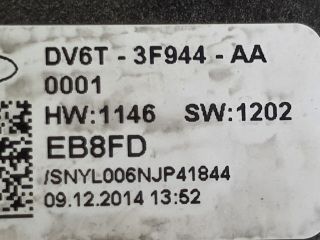 DV6T - 3F944 - AA
0001
HW:1146 SW:1202
EB8FD
/SNYL006NJP41844
09.12.2014 13:52